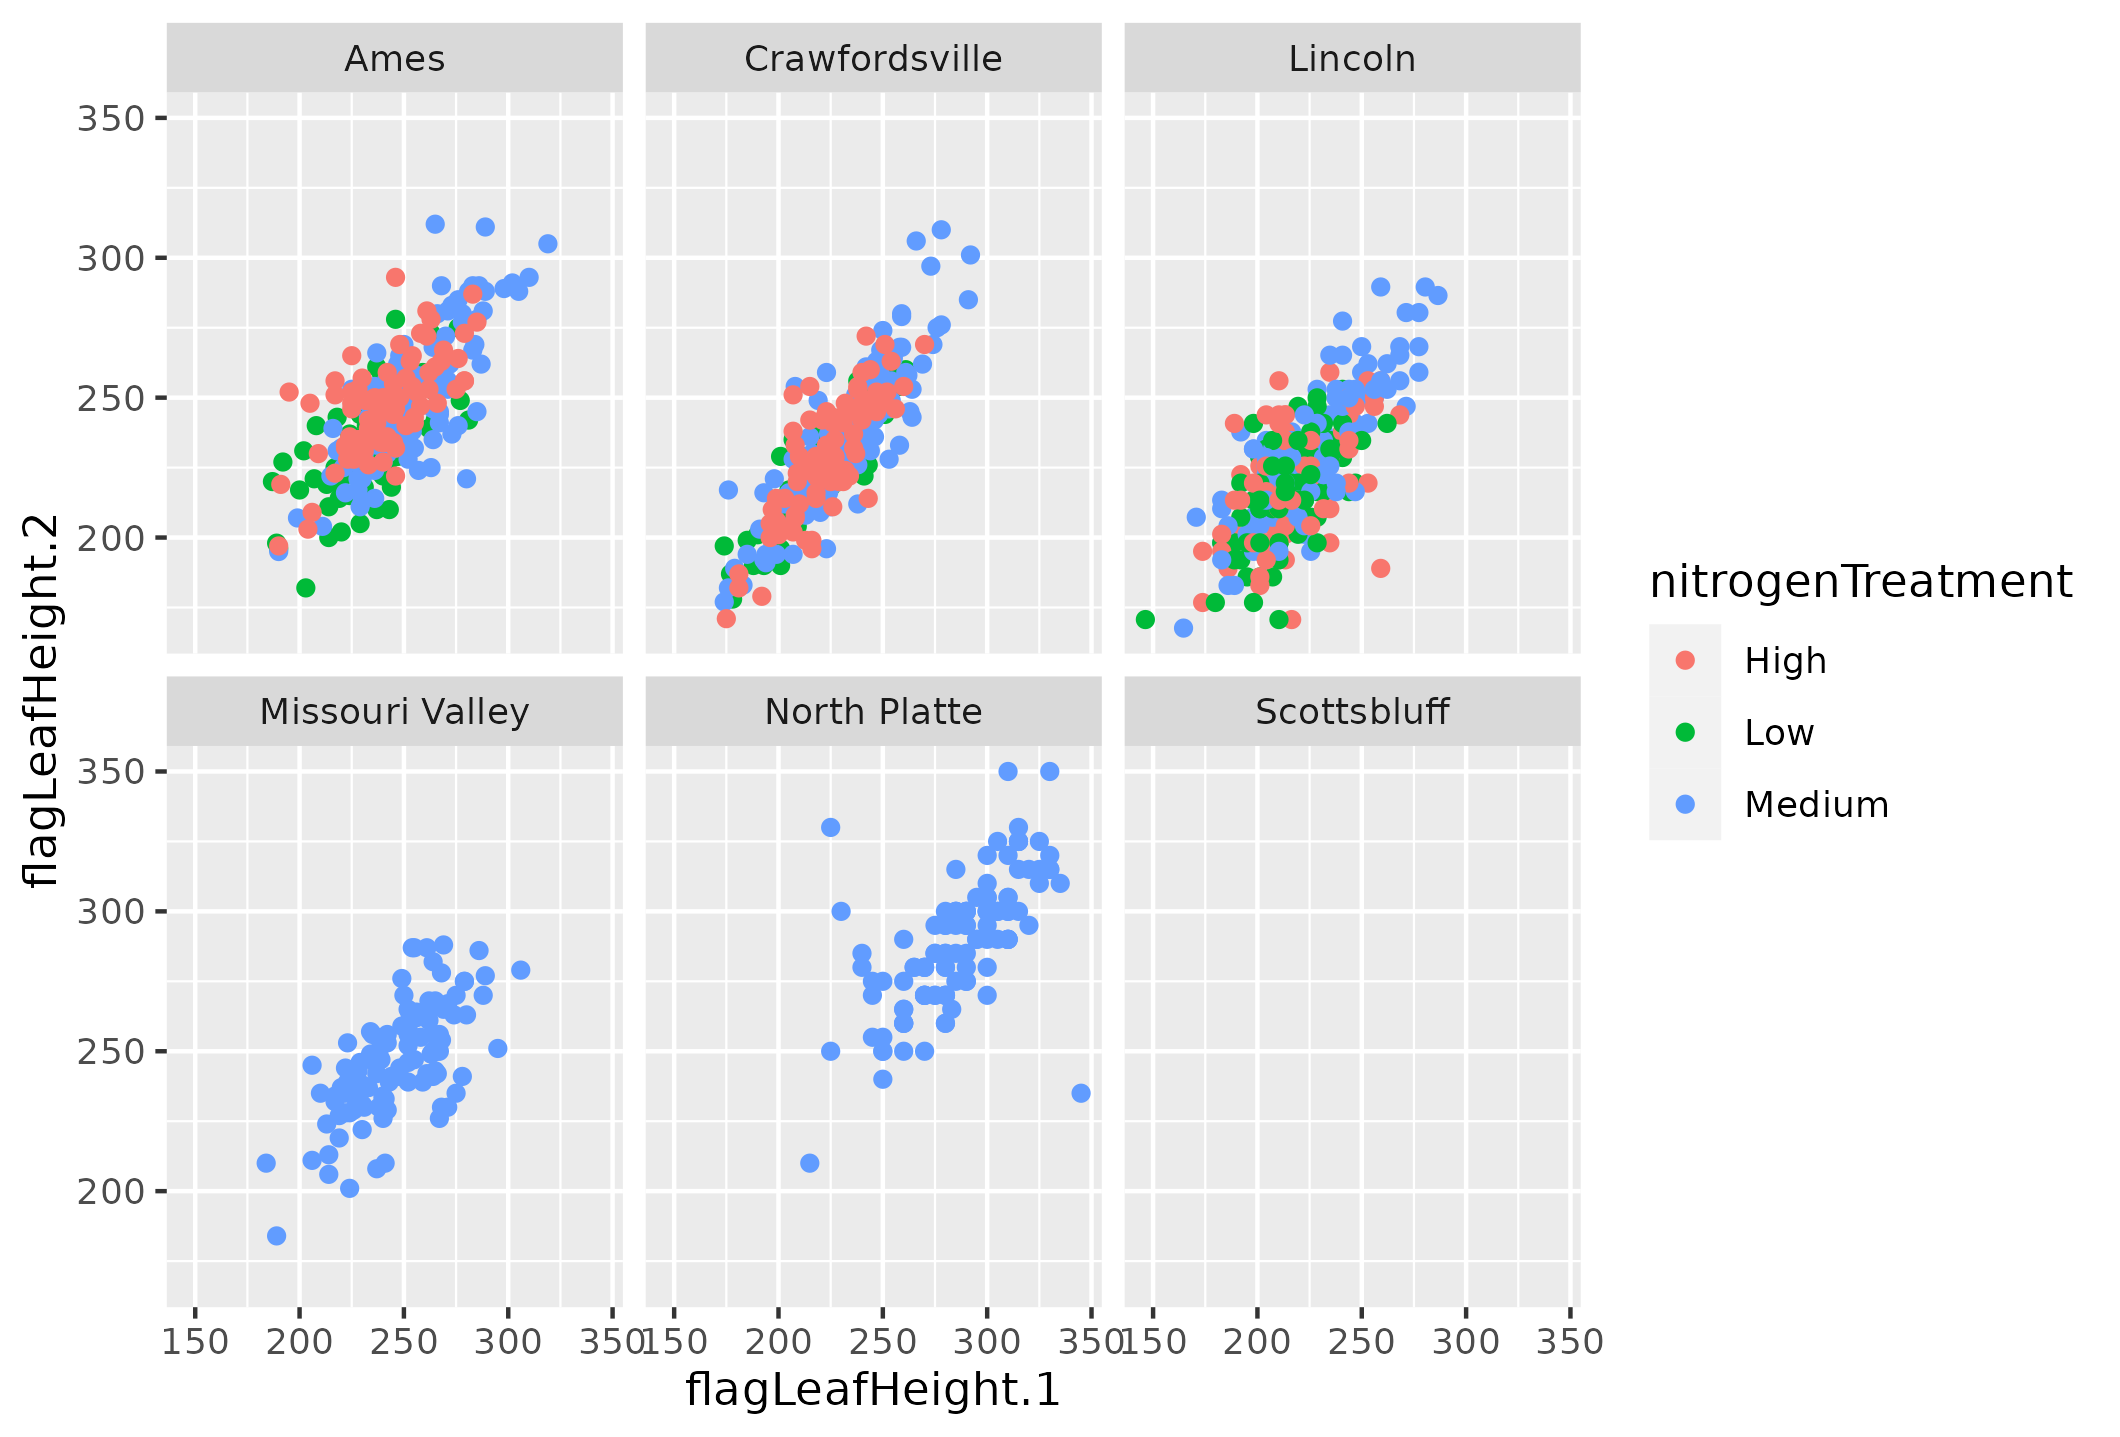 Ames Crawfordsville Lincoln
350
300
250
200
Missouri Valley North Platte Scottsbluff
350
300
250
200
150 200 250 300 350 150 200 250 300 350 150 200 250 300 350
flagLeafHeight.1
flagLeafHeight.2
nitrogenTreatment
High
Low
Medium